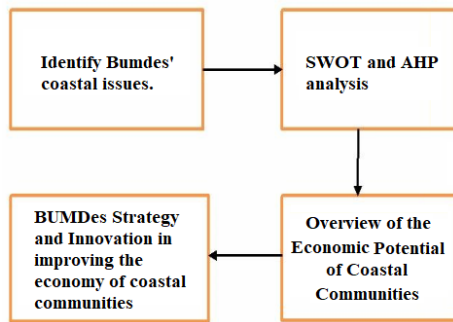 Identify Bumdes'
coastal issues.
SWOT and AHP
analysis
Overview of the
Economic Potential
of Coastal
Communities
BUMDes Strategy
and Innovation in
improving the
economy of coastal
communities